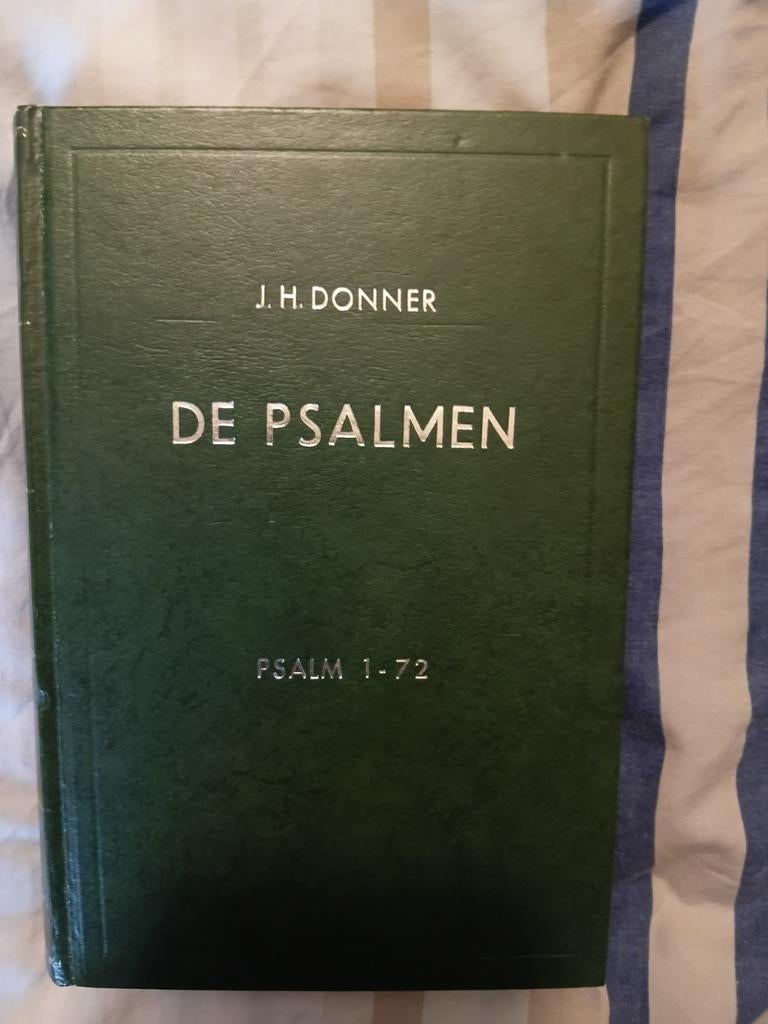 J. H. DONNER
DE PSALMEN
PSALM 1-72